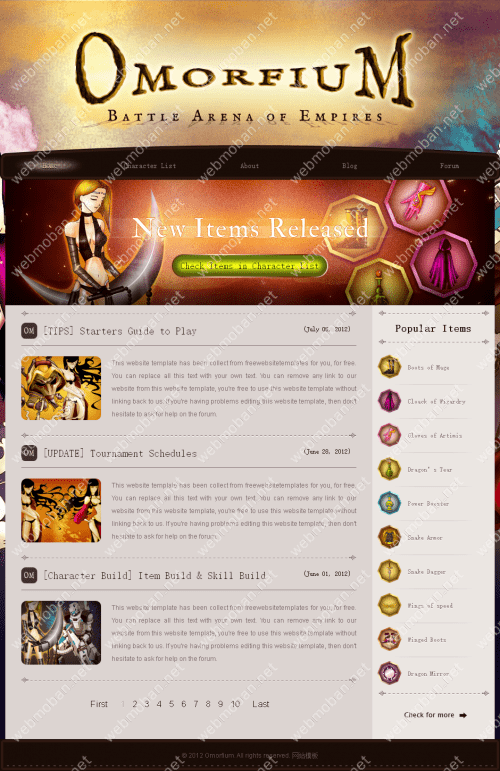 OMORFIUM
BATTLE ARENA OF EMPIRES
Home Character List About Blog Forum
New Items Released
Check Items in Character List
OM [TIPS] Starters Guide to Play (July 06, 2012)
This website template has been collect from freewebsitetemplates for you, for free.
You can replace all this text with your own text. You can remove any link to our
website from this website template, you're free to use this website template without
linking back to us. If you're having problems editing this website template, then don't
hesitate to ask for help on the forum.
OM [UPDATE] Tournament Schedules (June 28, 2012)
This website template has been collect from freewebsitetemplates for you, for free.
You can replace all this text with your own text. You can remove any link to our
website from this website template, you're free to use this website template without
linking back to us. If you're having problems editing this website template, then don't
hesitate to ask for help on the forum.
OM [Character Build] Item Build & Skill Build (June 01, 2012)
This website template has been collect from freewebsitetemplates for you, for free.
You can replace all this text with your own text. You can remove any link to our
website from this website template, you're free to use this website template without
linking back to us. If you're having problems editing this website template, then don't
hesitate to ask for help on the forum.
First 1 2 3 4 5 6 7 8 9 10 Last
Popular Items
Boots of Mage
Cloack of Wizardry
Gloves of Artimis
Dragon's Tear
Power Booster
Snake Armor
Snake Dagger
Wings of speed
Winged Boots
Dragon Mirror
Check for more
© 2012 Omorfium. All rights reserved. 网站模板
webmoban.net